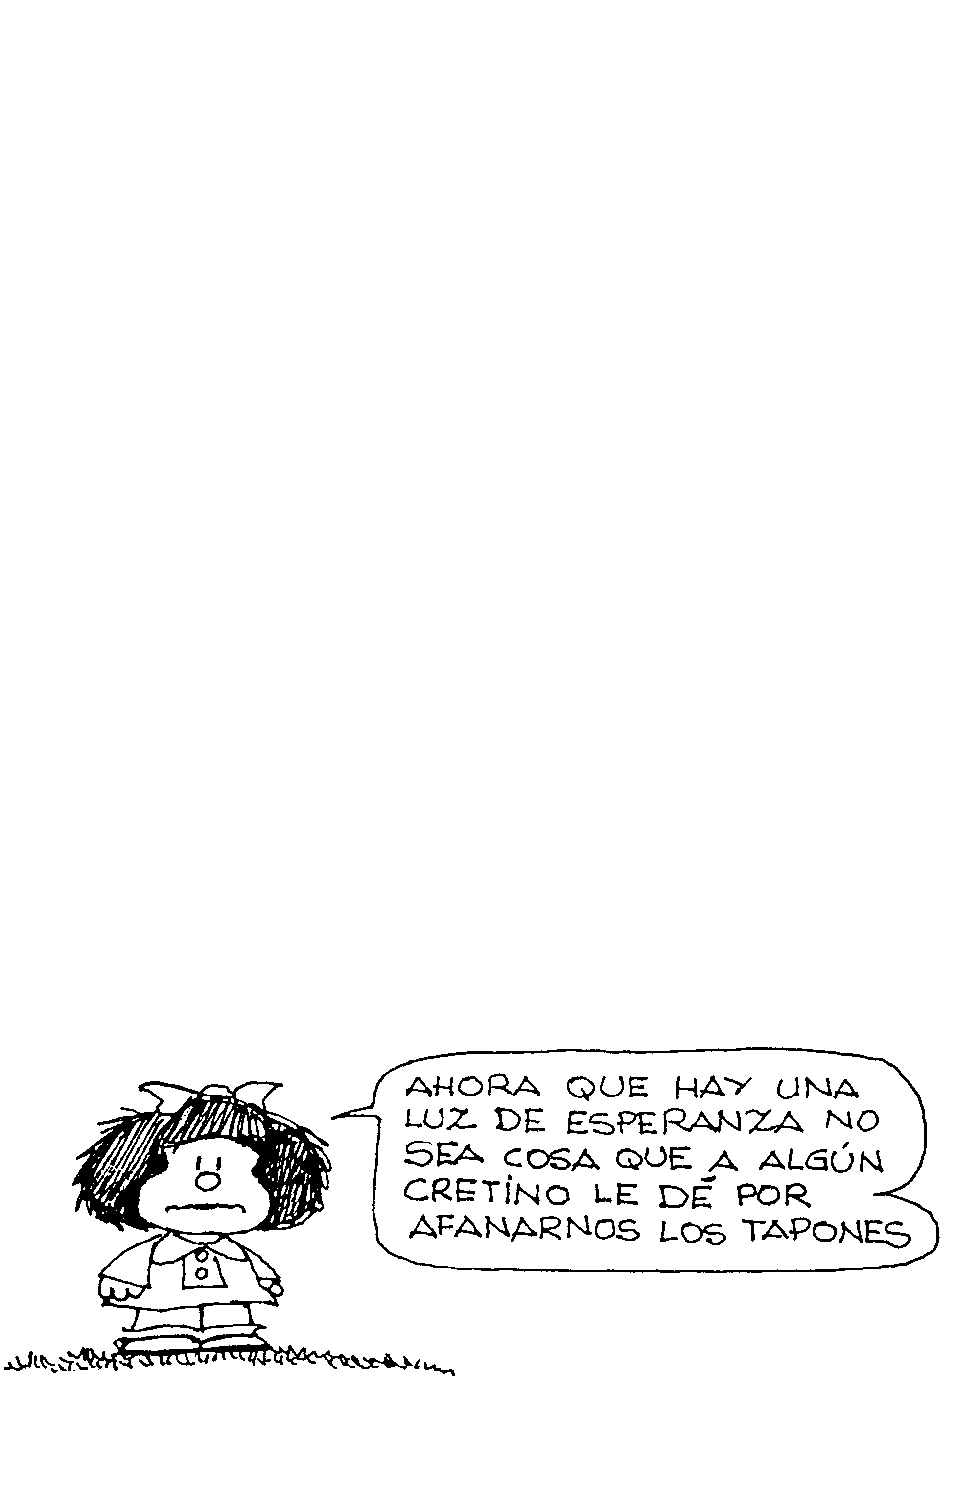 AHORA QUE HAY UNA
LUZ DE ESPERANZA NO
SEA COSA QUE A ALGÚN
CRETINO LE DÉ POR
AFANARNOS LOS TAPONES